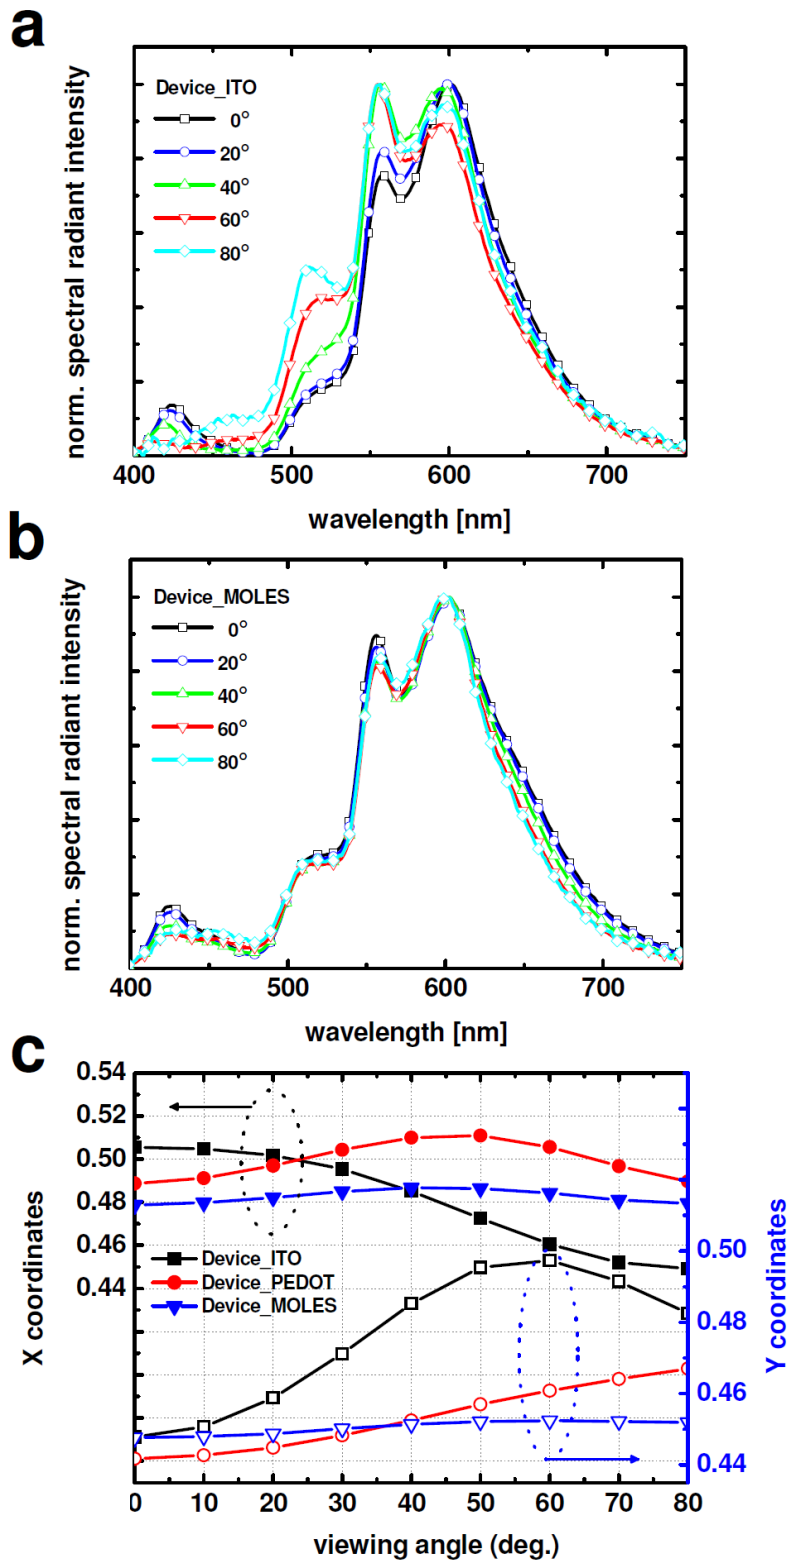 a
norm. spectral radiant intensity
Device_ITO
0°
20°
40°
60°
80°
400 500 600 700
wavelength [nm]
b
norm. spectral radiant intensity
Device_MOLES
0°
20°
40°
60°
80°
400 500 600 700
wavelength [nm]
c
X coordinates
0.54
0.52
0.50
0.48
0.46
0.44
Device_ITO
Device_PEDOT
Device_MOLES
0.50
0.48
0.46
0.44
Y coordinates
0 10 20 30 40 50 60 70 80
viewing angle (deg.)